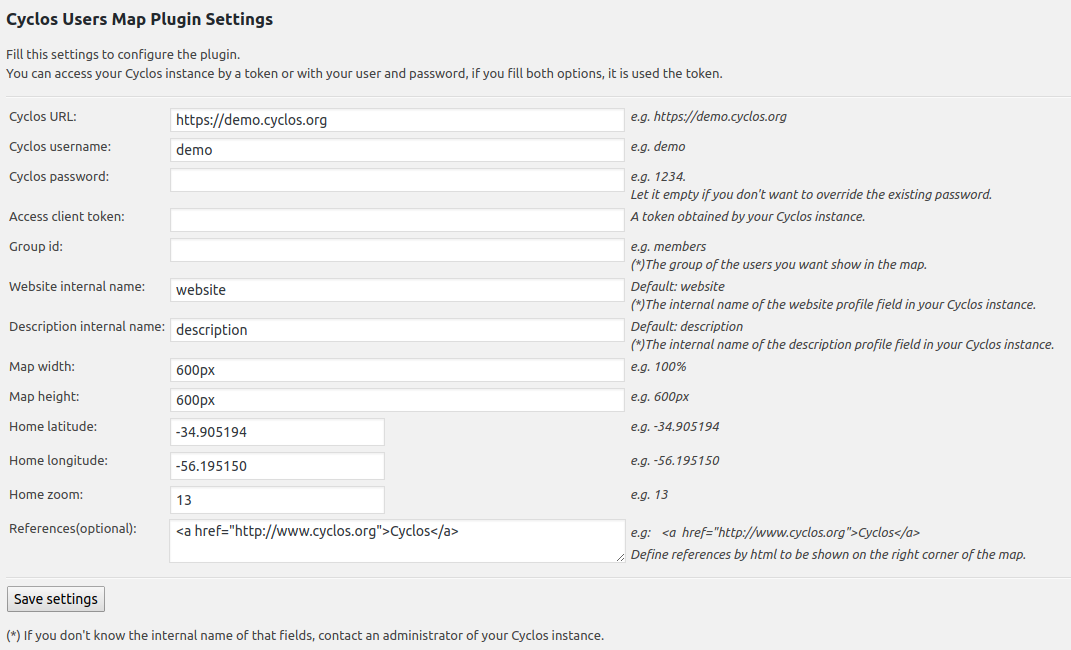 Cyclos Users Map Plugin Settings
Fill this settings to configure the plugin.
You can access your Cyclos instance by a token or with your user and password, if you fill both options, it is used the token.
Cyclos URL: https://demo.cyclos.org e.g. https://demo.cyclos.org
Cyclos username: demo e.g. demo
Cyclos password: e.g. 1234.
Let it empty if you don't want to override the existing password.
Access client token: A token obtained by your Cyclos instance.
Group id: e.g. members
(*)The group of the users you want show in the map.
Website internal name: website Default: website
(*)The internal name of the website profile field in your Cyclos instance.
Description internal name: description Default: description
(*)The internal name of the description profile field in your Cyclos instance.
Map width: 600px e.g. 100%
Map height: 600px e.g. 600px
Home latitude: -34.905194 e.g. -34.905194
Home longitude: -56.195150 e.g. -56.195150
Home zoom: 13 e.g. 13
References(optional): <a href="http://www.cyclos.org">Cyclos</a> e.g: <a href="http://www.cyclos.org">Cyclos</a>
Define references by html to be shown on the right corner of the map.
Save settings
(*) If you don't know the internal name of that fields, contact an administrator of your Cyclos instance.